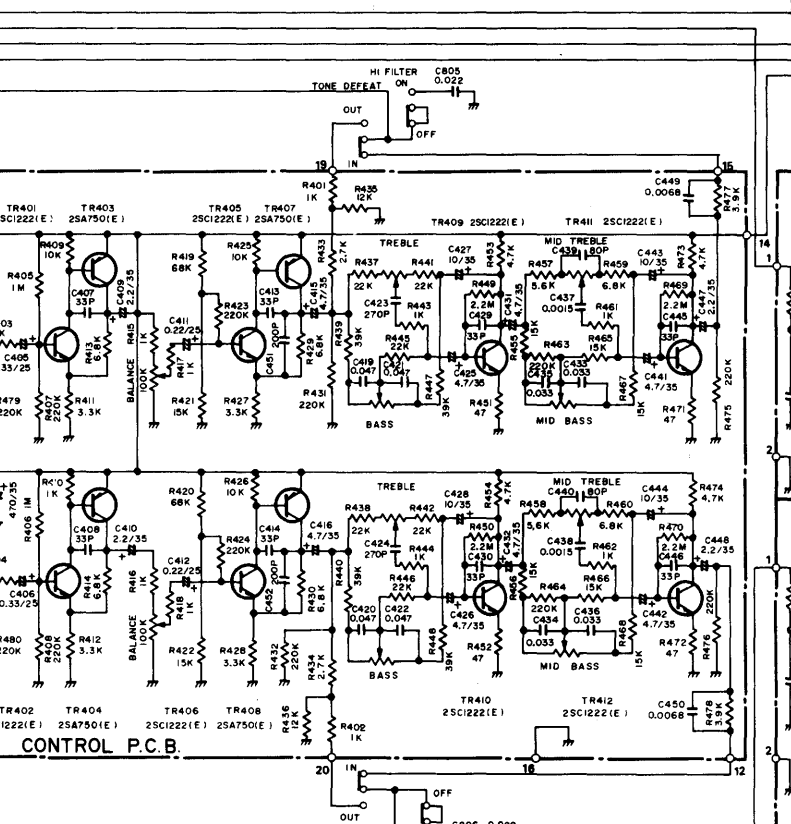 HI FILTER
ON
C805
0.022
TONE DEFEAT
OUT
OFF
IN
19
15
R401
1K
R435
12K
C449
0.0068
R477
3.9K
TR401
2SC1222(E)
TR403
2SA750(E)
TR405
2SC1222(E)
TR407
2SA750(E)
TR409 2SC1222(E)
TR411 2SC1222(E)
14
R409
10K
R419
68K
R425
10K
R433
2.7K
TREBLE
C427
10/35
R453
4.7K
MID TREBLE
C439 80P
C443
10/35
R473
4.7K
1
R405
1M
C407
33P
C409
2.2/35
C413
33P
C415
4.7/35
R437
22K
R441
22K
R449
2.2M
C429
33P
C431
4.7/35
R457
5.6K
R459
6.8K
R469
2.2M
C445
33P
C447
2.2/35
R423
220K
C423
270P
R443
1K
C437
0.0015
R461
1K
C411
0.22/25
R415
1K
R417
1K
R413
6.8K
C451
200P
R429
6.8K
R439
39K
R445
22K
R455
15K
R463
220K
R465
15K
C405
0.33/25
BALANCE
100K
C419
0.047
C421
0.047
C425
4.7/35
C435
0.033
C433
0.033
C441
4.7/35
R479
220K
R407
220K
R411
3.3K
R421
15K
R427
3.3K
R431
220K
R447
39K
R451
47
R467
15K
R471
47
220K
R475
BASS
MID BASS
2
470/35
R410
1K
R420
68K
R426
10K
TREBLE
C428
10/35
R454
4.7K
MID TREBLE
C440 80P
C444
10/35
R474
4.7K
R406 1M
C408
33P
C410
2.2/35
R424
220K
C414
33P
C416
4.7/35
R438
22K
R442
22K
R450
2.2M
C430
33P
C432
4.7/35
R458
5.6K
R460
6.8K
R470
2.2M
C446
33P
C448
2.2/35
1
C424
270P
R444
1K
C438
0.0015
R462
1K
C412
0.22/25
R416
1K
R418
1K
R414
6.8K
C452
200P
R430
6.8K
R440
39K
R446
22K
R456
15K
R464
220K
R466
15K
C406
0.33/25
BALANCE
100K
C420
0.047
C422
0.047
C426
4.7/35
C434
0.033
C436
0.033
C442
4.7/35
R480
220K
R408
220K
R412
3.3K
R422
15K
R428
3.3K
R432
220K
R434
2.7K
R448
39K
R452
47
R468
15K
R472
47
220K
R476
BASS
MID BASS
TR402
2SC1222(E)
TR404
2SA750(E)
TR406
2SC1222(E)
TR408
2SA750(E)
R436
12K
R402
1K
TR410
2SC1222(E)
TR412
2SC1222(E)
C450
0.0068
R478
3.9K
CONTROL P.C.B.
20
16
12
2
IN
OUT
OFF